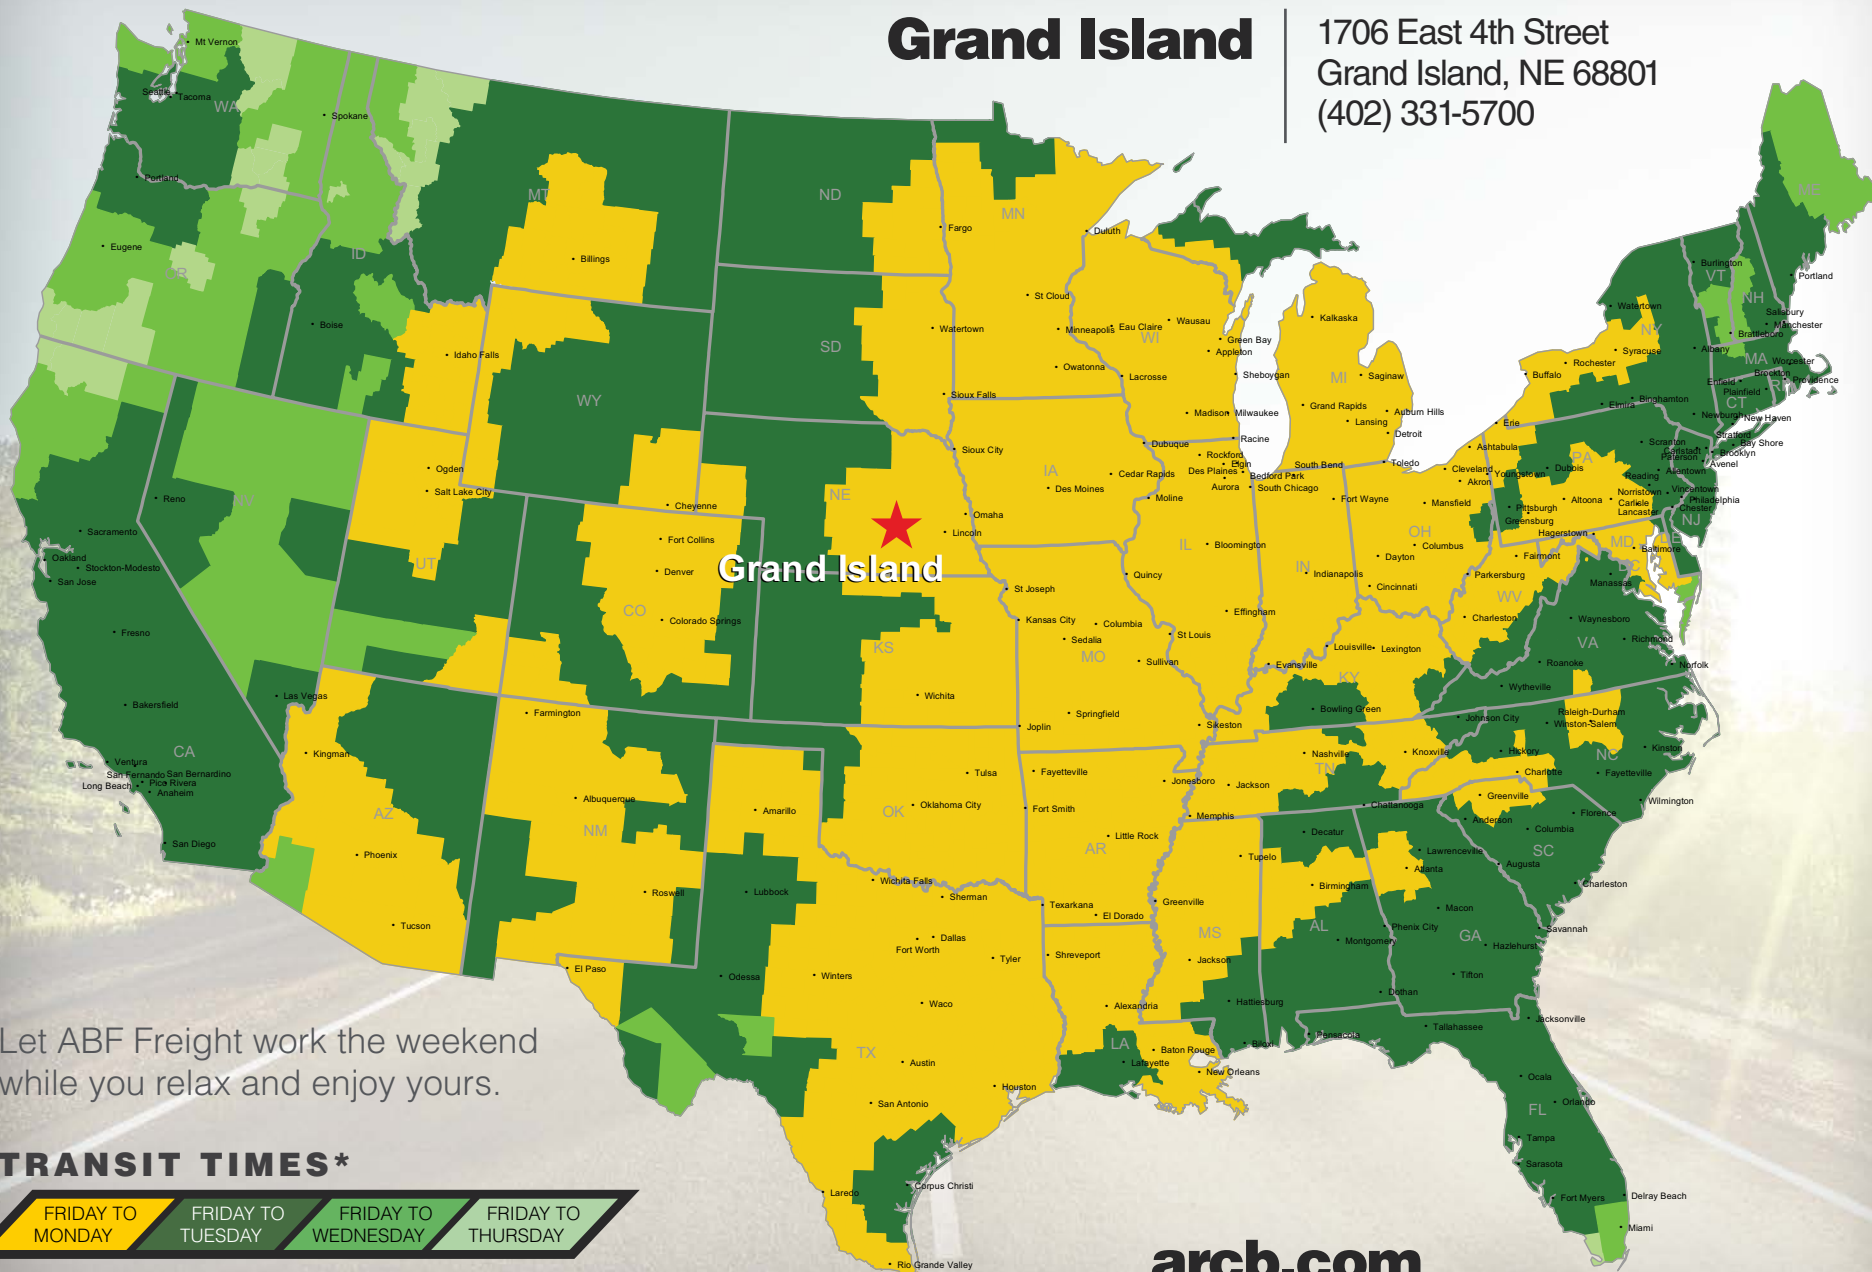 Grand Island
1706 East 4th Street
Grand Island, NE 68801
(402) 331-5700
Mt Vernon
Seattle
Tacoma
WA
Spokane
Portland
Eugene
OR
ID
Boise
Idaho Falls
MT
Billings
ND
Fargo
MN
Duluth
St Cloud
Minneapolis
Eau Claire
Wausau
WI
Green Bay
Appleton
Owatonna
Lacrosse
Sheboygan
Madison
Milwaukee
Racine
Watertown
SD
Sioux Falls
WY
Cheyenne
Kalkaska
MI
Saginaw
Grand Rapids
Lansing
Auburn Hills
Detroit
ME
Burlington
VT
NH
Portland
Salisbury
Manchester
Brattleboro
Watertown
NY
Syracuse
Rochester
Buffalo
Albany
MA
Worcester
Brockton
Providence
Enfield
Plainfield
RI
CT
Binghamton
Elmira
Newburgh
New Haven
Stratford
Bay Shore
Brooklyn
Carlstadt
Paterson
Avenel
Scranton
Erie
Ashtabula
Cleveland
Youngstown
Akron
Toledo
Mansfield
PA
Dubois
Altoona
Pittsburgh
Greensburg
Reading
Allentown
Norristown
Carlisle
Lancaster
Vincentown
Philadelphia
Chester
NJ
Hagerstown
MD
DE
DC
Baltimore
Manassas
Reno
NV
Sacramento
Oakland
Stockton-Modesto
San Jose
Fresno
Bakersfield
CA
Ventura
San Fernando
San Bernardino
Pico Rivera
Long Beach
Anaheim
San Diego
Las Vegas
Ogden
Salt Lake City
UT
Fort Collins
Denver
CO
Colorado Springs
NE
Grand Island
Sioux City
Omaha
Lincoln
IA
Des Moines
Cedar Rapids
Dubuque
Moline
Rockford
Elgin
Des Plaines
Bedford Park
Aurora
South Chicago
South Bend
Fort Wayne
IL
Bloomington
Quincy
Effingham
IN
Indianapolis
OH
Columbus
Dayton
Cincinnati
Fairmont
Parkersburg
WV
Charleston
KS
Wichita
St Joseph
Kansas City
Columbia
Sedalia
MO
St Louis
Sullivan
Springfield
Joplin
Sikeston
Evansville
Louisville
Lexington
KY
Bowling Green
VA
Waynesboro
Richmond
Roanoke
Norfolk
Wytheville
Kingman
AZ
Phoenix
Tucson
Farmington
Albuquerque
NM
Roswell
Amarillo
OK
Tulsa
Oklahoma City
Fayetteville
Fort Smith
AR
Little Rock
Jonesboro
El Dorado
Texarkana
Nashville
TN
Jackson
Memphis
Knoxville
Chattanooga
Johnson City
Raleigh-Durham
Winston-Salem
Hickory
NC
Kinston
Charlotte
Fayetteville
Wilmington
Greenville
Anderson
Florence
Columbia
SC
Charleston
Augusta
Lubbock
Wichita Falls
Sherman
Dallas
Fort Worth
Tyler
El Paso
Odessa
Winters
Waco
TX
Austin
Houston
San Antonio
Laredo
Corpus Christi
Rio Grande Valley
Shreveport
Alexandria
LA
Lafayette
Baton Rouge
New Orleans
Tupelo
Greenville
MS
Jackson
Hattiesburg
Biloxi
Decatur
Birmingham
AL
Montgomery
Dothan
Lawrenceville
Atlanta
Macon
Phenix City
GA
Hazlehurst
Savannah
Tifton
Pensacola
Tallahassee
Jacksonville
Ocala
Orlando
FL
Tampa
Sarasota
Fort Myers
Delray Beach
Miami
Let ABF Freight work the weekend
while you relax and enjoy yours.
TRANSIT TIMES*
FRIDAY TO
MONDAY
FRIDAY TO
TUESDAY
FRIDAY TO
WEDNESDAY
FRIDAY TO
THURSDAY
arcb.com